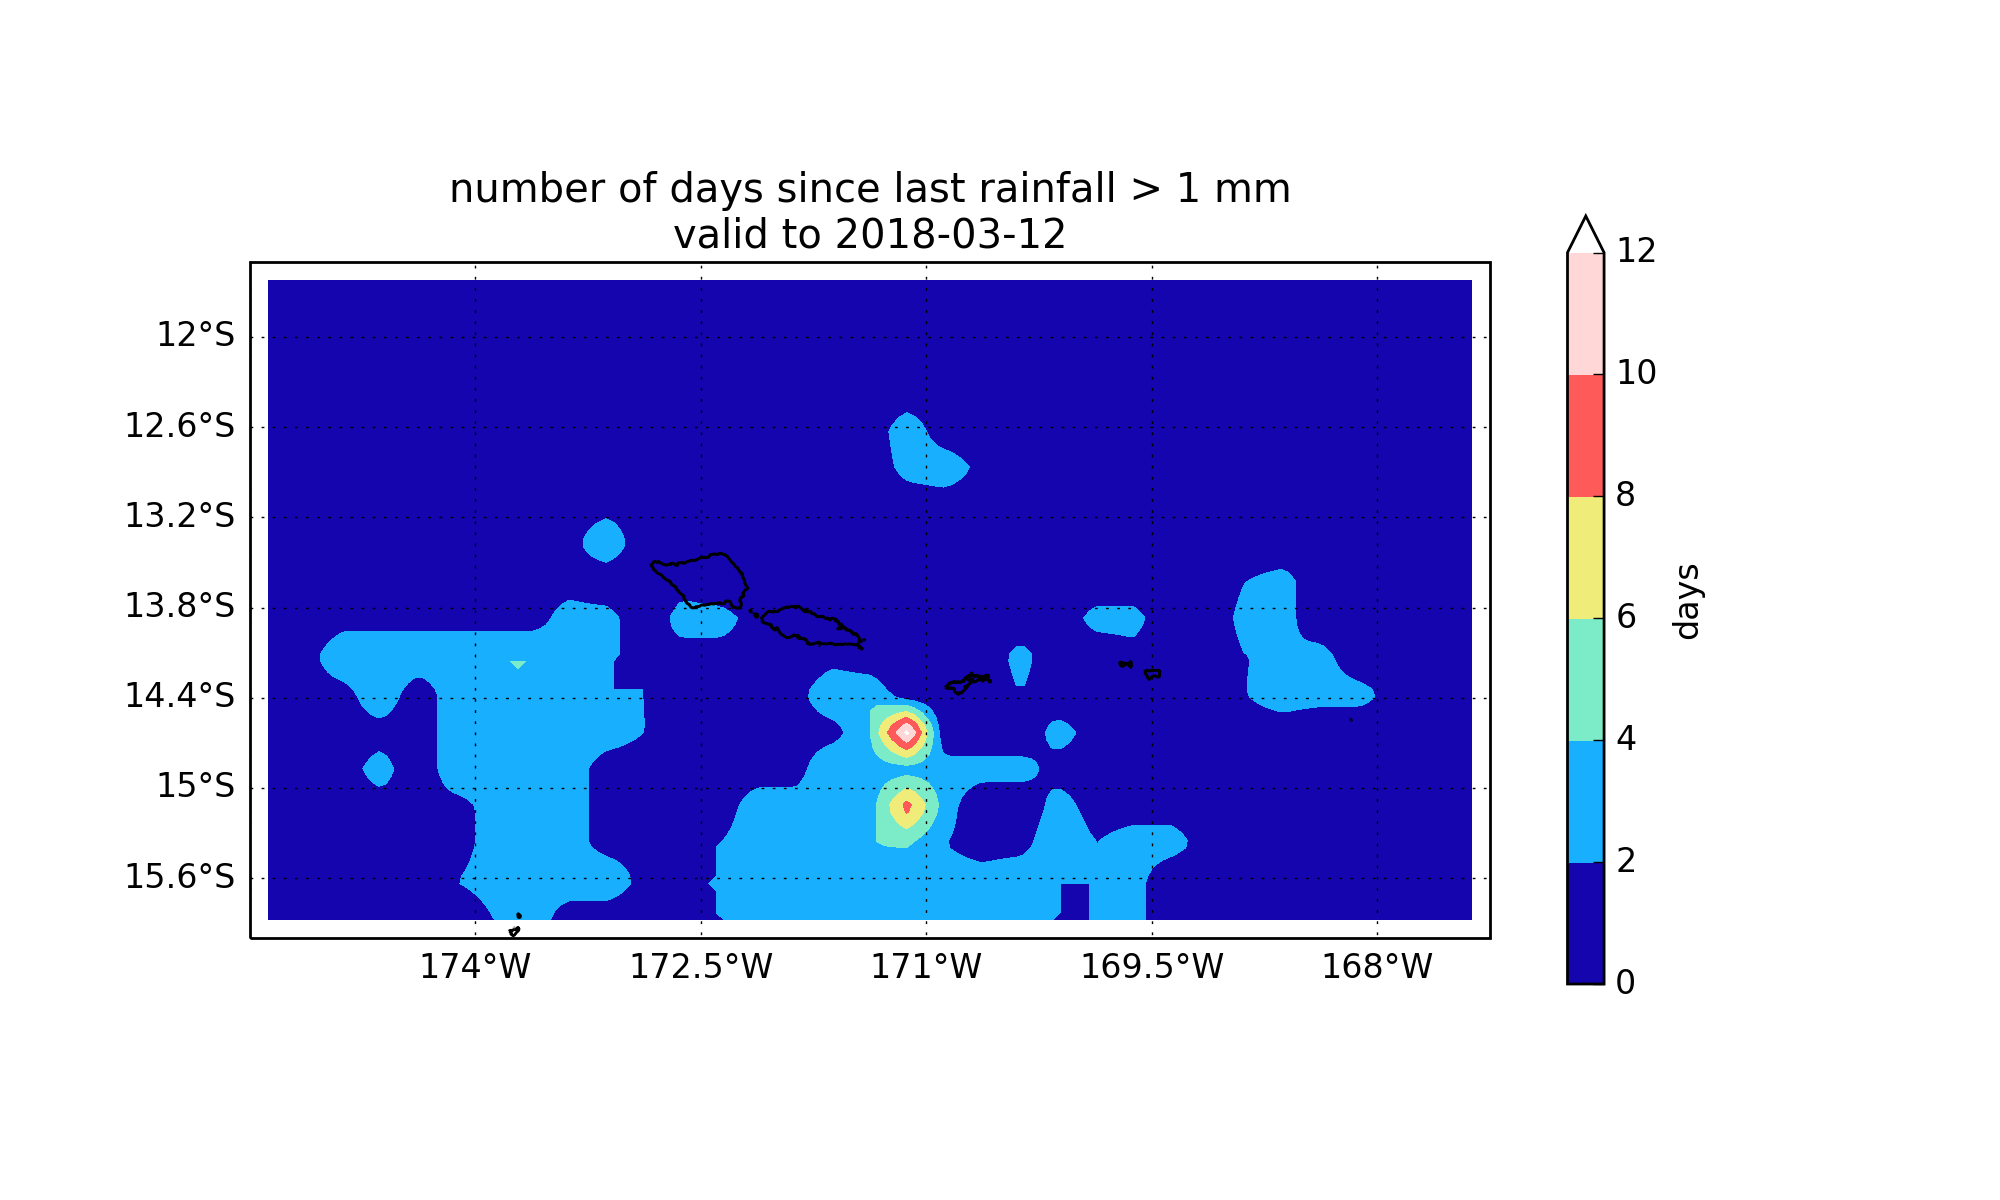 number of days since last rainfall > 1 mm
valid to 2018-03-12
12°S
12.6°S
13.2°S
13.8°S
14.4°S
15°S
15.6°S
174°W
172.5°W
171°W
169.5°W
168°W
12
10
8
6
4
2
0
days